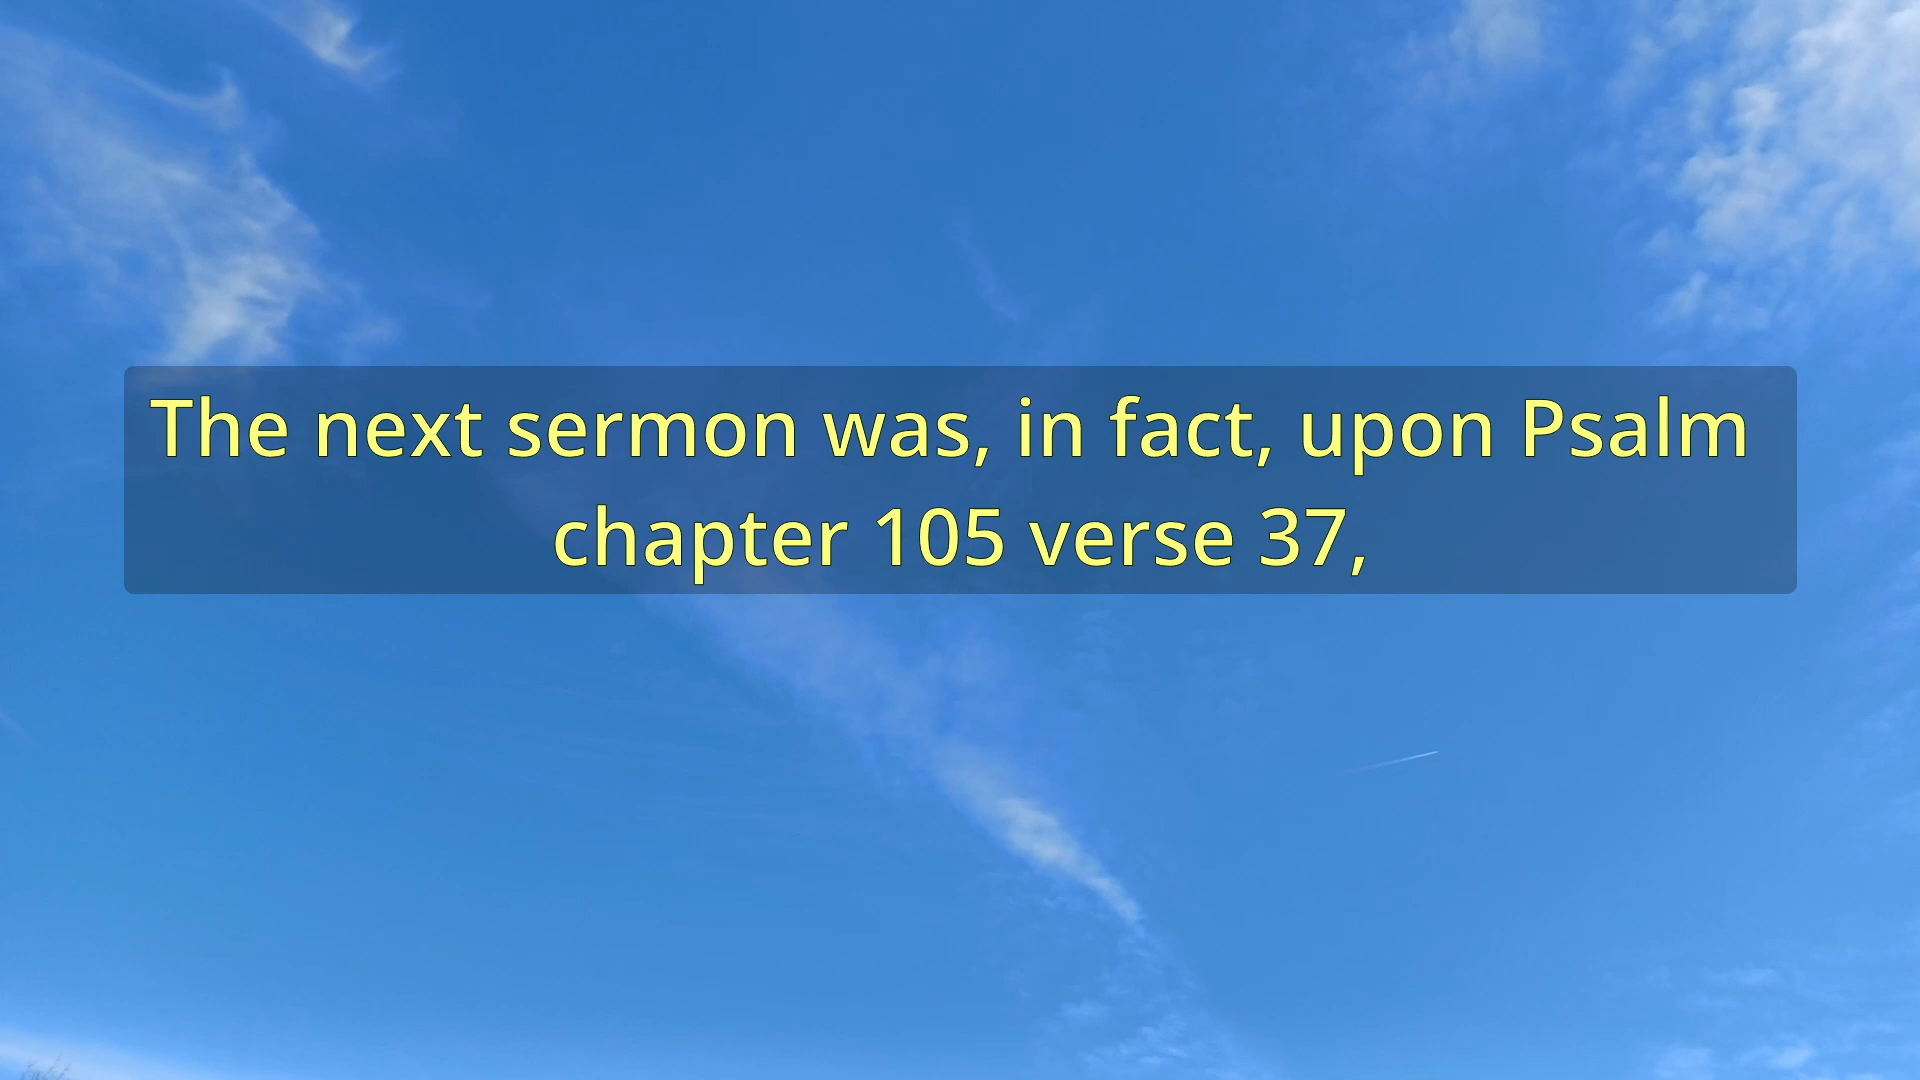 The next sermon was, in fact, upon Psalm
chapter 105 verse 37,